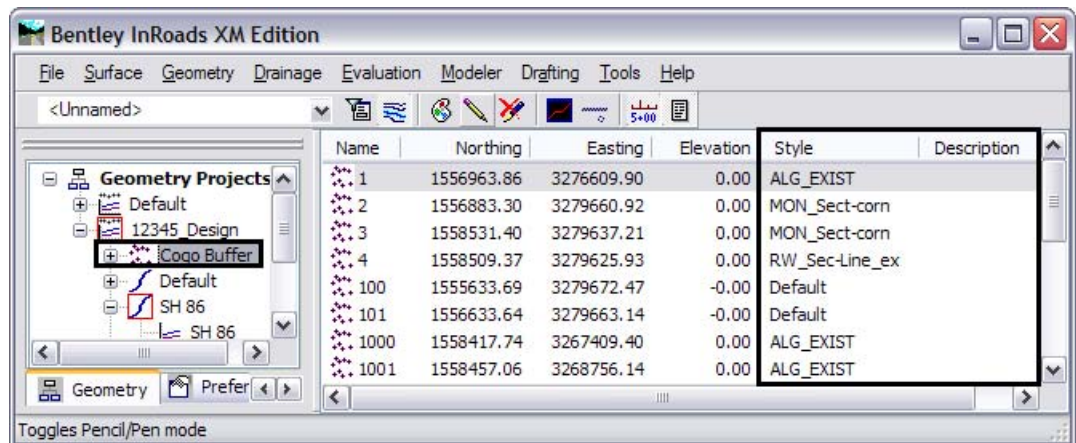 Bentley InRoads XM Edition
File Surface Geometry Drainage Evaluation Modeler Drafting Tools Help
<Unnamed>
5+00
Geometry Projects
Default
12345_Design
Cogo Buffer
Default
SH 86
SH 86
Geometry Prefer
Name Northing Easting Elevation Style Description
1 1556963.86 3276609.90 0.00 ALG_EXIST
2 1556883.30 3279660.92 0.00 MON_Sect-corn
3 1558531.40 3279637.21 0.00 MON_Sect-corn
4 1558509.37 3279625.93 0.00 RW_Sec-Line_ex
100 1555633.69 3279672.47 -0.00 Default
101 1556633.64 3279663.14 -0.00 Default
1000 1558417.74 3267409.40 0.00 ALG_EXIST
1001 1558457.06 3268756.14 0.00 ALG_EXIST
Toggles Pencil/Pen mode